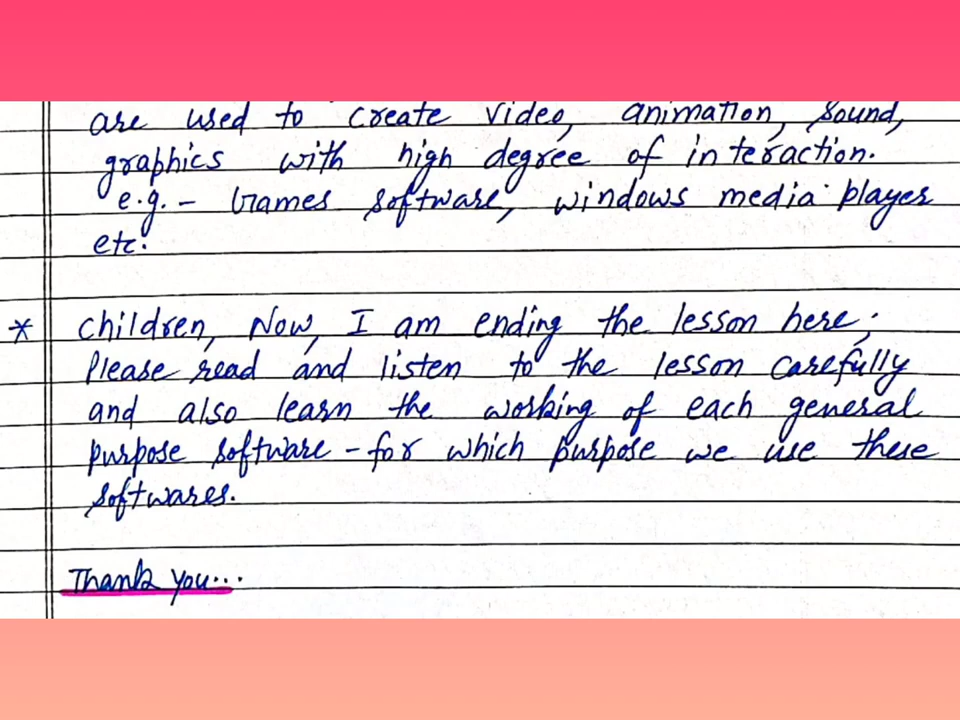 are used to create video, animation, sound,
graphics with high degree of interaction.
e.g. - Games software, windows media player
etc.
* Children, Now, I am ending the lesson here;
Please read and listen to the lesson carefully
and also learn the working of each general
purpose software - for which purpose we use these
softwares.
Thank you...